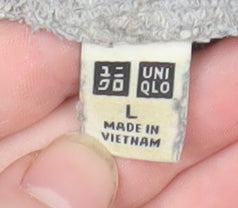 ユニ UNI
クロ QLO
L
MADE IN
VIETNAM